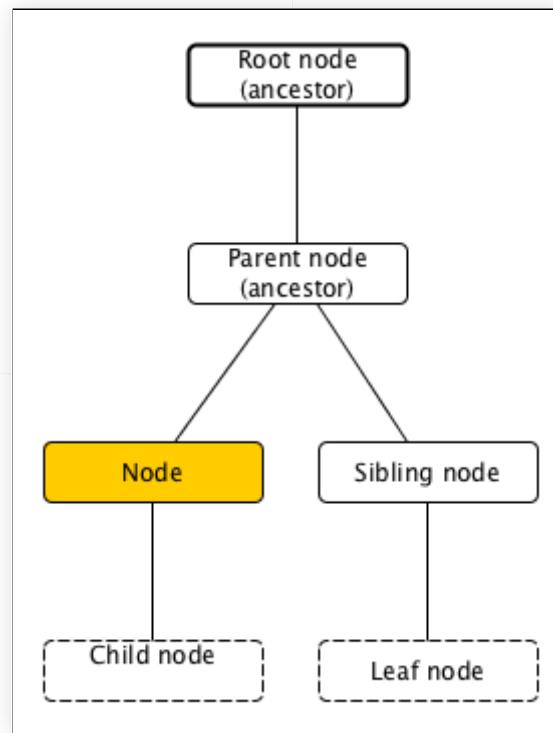 Root node
(ancestor)
Parent node
(ancestor)
Node
Sibling node
Child node
Leaf node